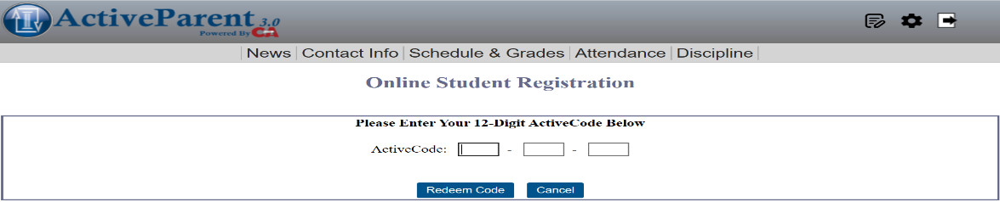 ActiveParent 3.0
Powered By CA
News | Contact Info | Schedule & Grades | Attendance | Discipline
Online Student Registration
Please Enter Your 12-Digit ActiveCode Below
ActiveCode: - -
Redeem Code Cancel